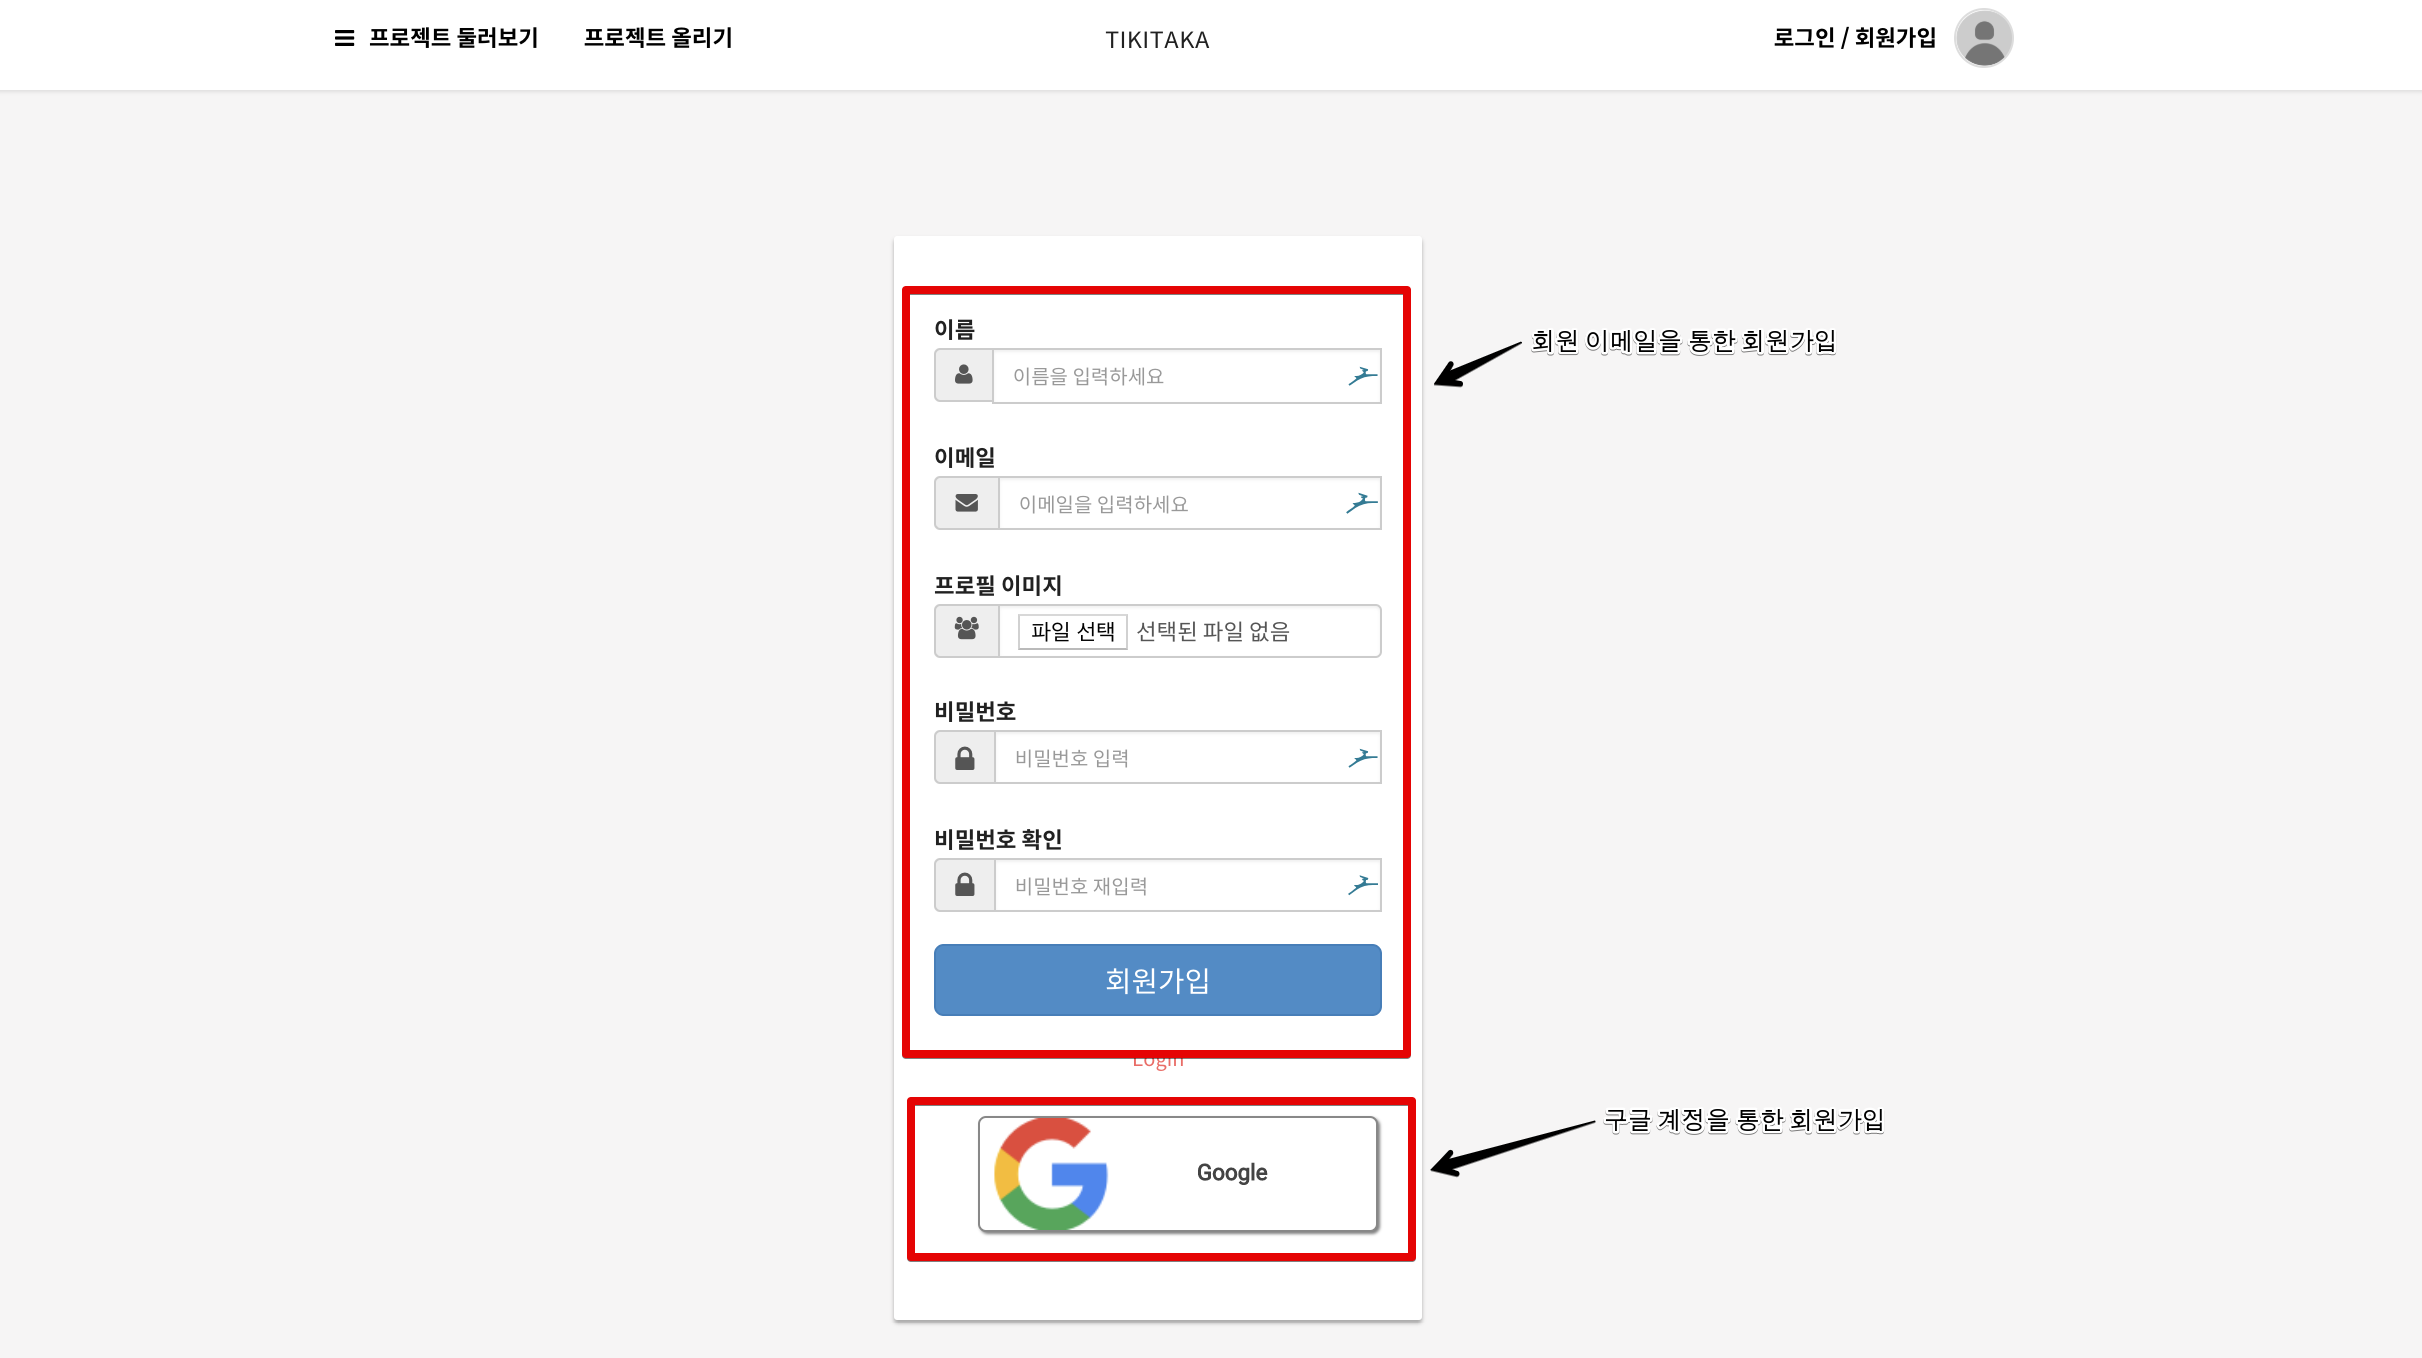 프로젝트 둘러보기 프로젝트 올리기 TIKITAKA 로그인 / 회원가입
이름
이름을 입력하세요
회원 이메일을 통한 회원가입
이메일
이메일을 입력하세요
프로필 이미지
파일 선택 선택된 파일 없음
비밀번호
비밀번호 입력
비밀번호 확인
비밀번호 재입력
회원가입
Login
Google
구글 계정을 통한 회원가입